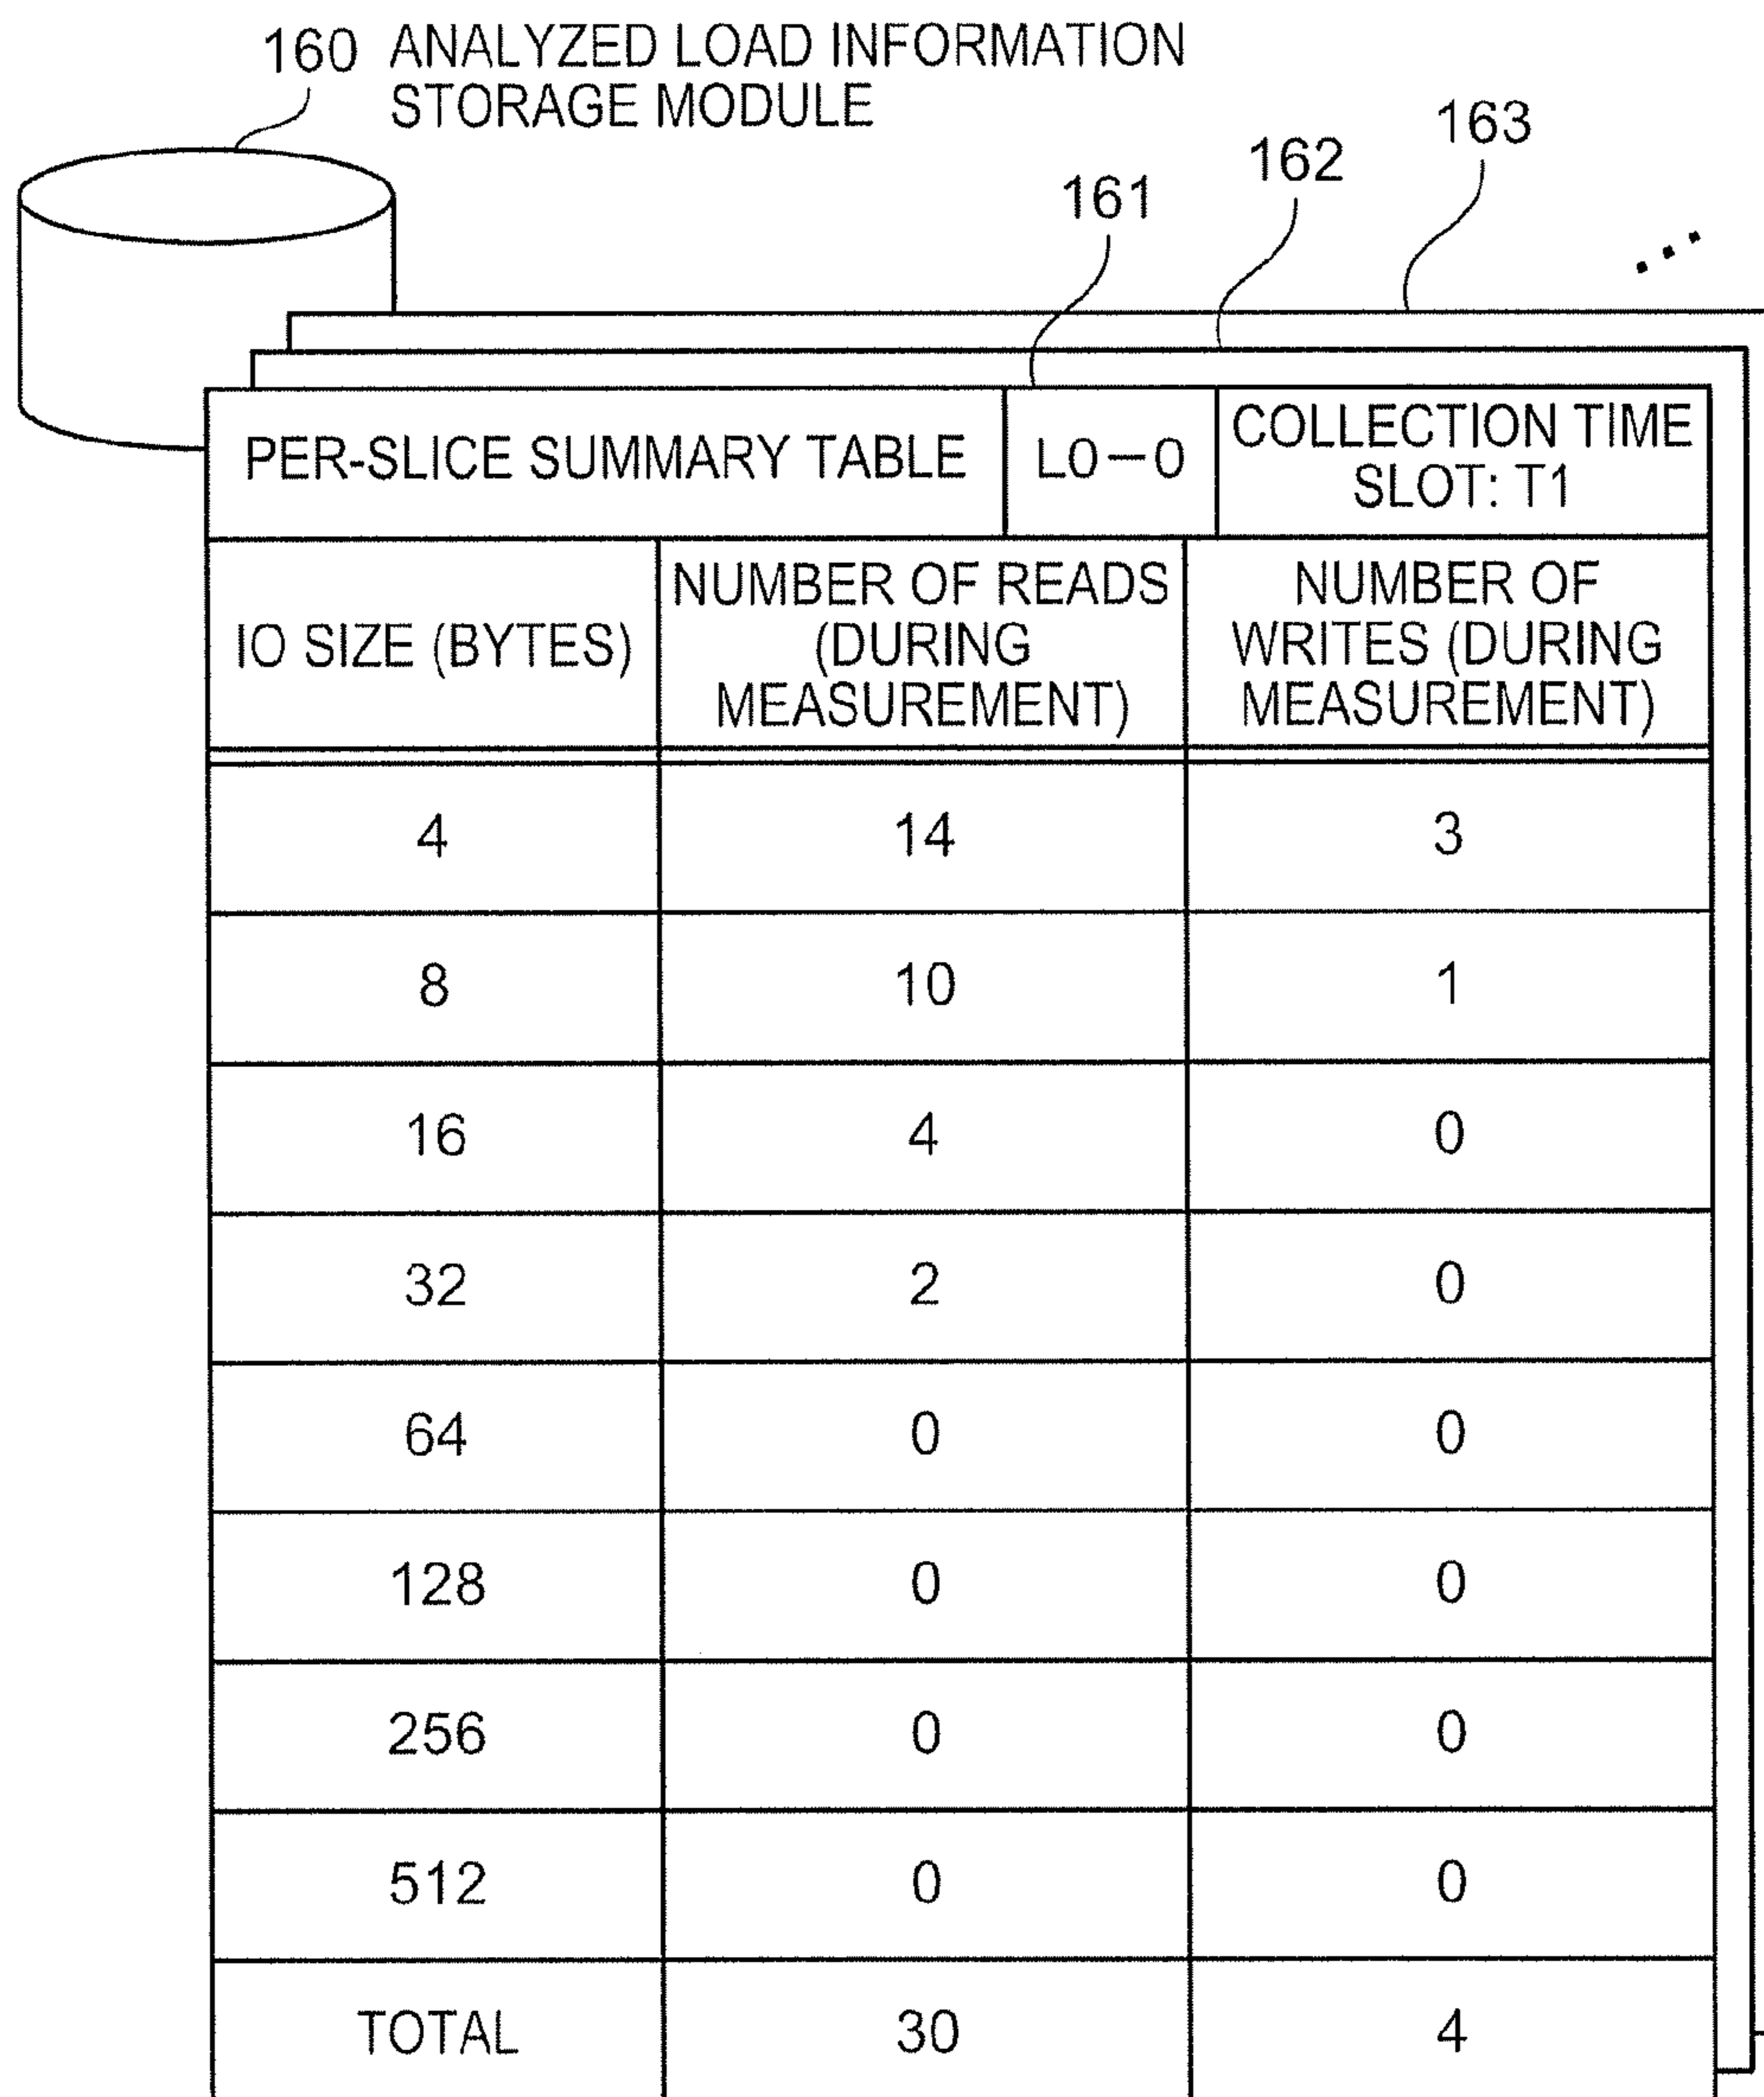 160 ANALYZED LOAD INFORMATION
STORAGE MODULE
163
162
161
...
PER-SLICE SUMMARY TABLE
L0-0
COLLECTION TIME
SLOT: T1
IO SIZE (BYTES)
NUMBER OF READS
(DURING
MEASUREMENT)
NUMBER OF
WRITES (DURING
MEASUREMENT)
4 14 3
8 10 1
16 4 0
32 2 0
64 0 0
128 0 0
256 0 0
512 0 0
TOTAL 30 4